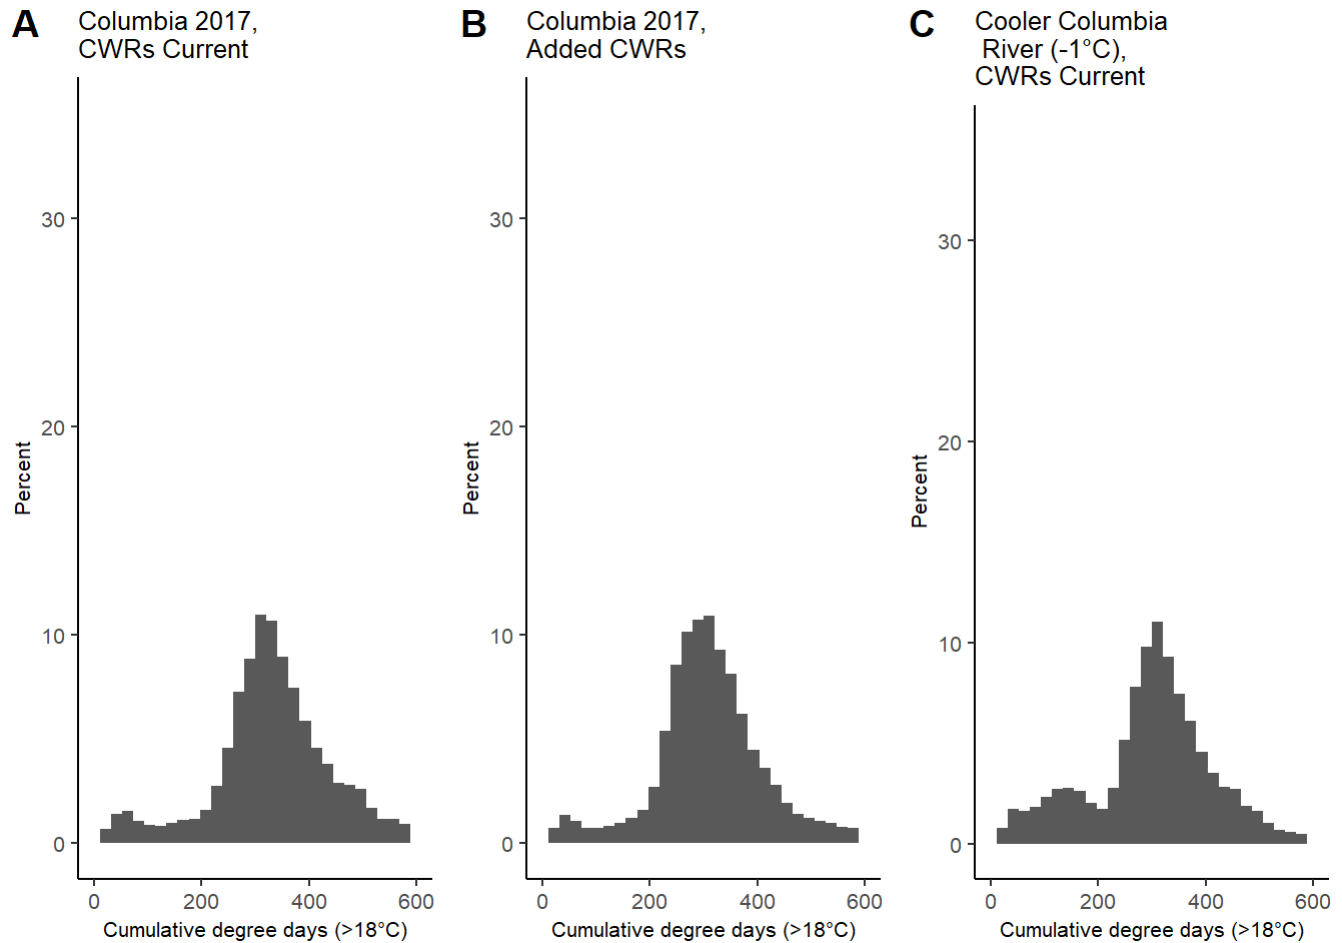 A
Columbia 2017,
CWRs Current
30
20
10
0
Percent
0 200 400 600
Cumulative degree days (>18°C)
B
Columbia 2017,
Added CWRs
30
20
10
0
Percent
0 200 400 600
Cumulative degree days (>18°C)
C
Cooler Columbia
River (-1°C),
CWRs Current
30
20
10
0
Percent
0 200 400 600
Cumulative degree days (>18°C)